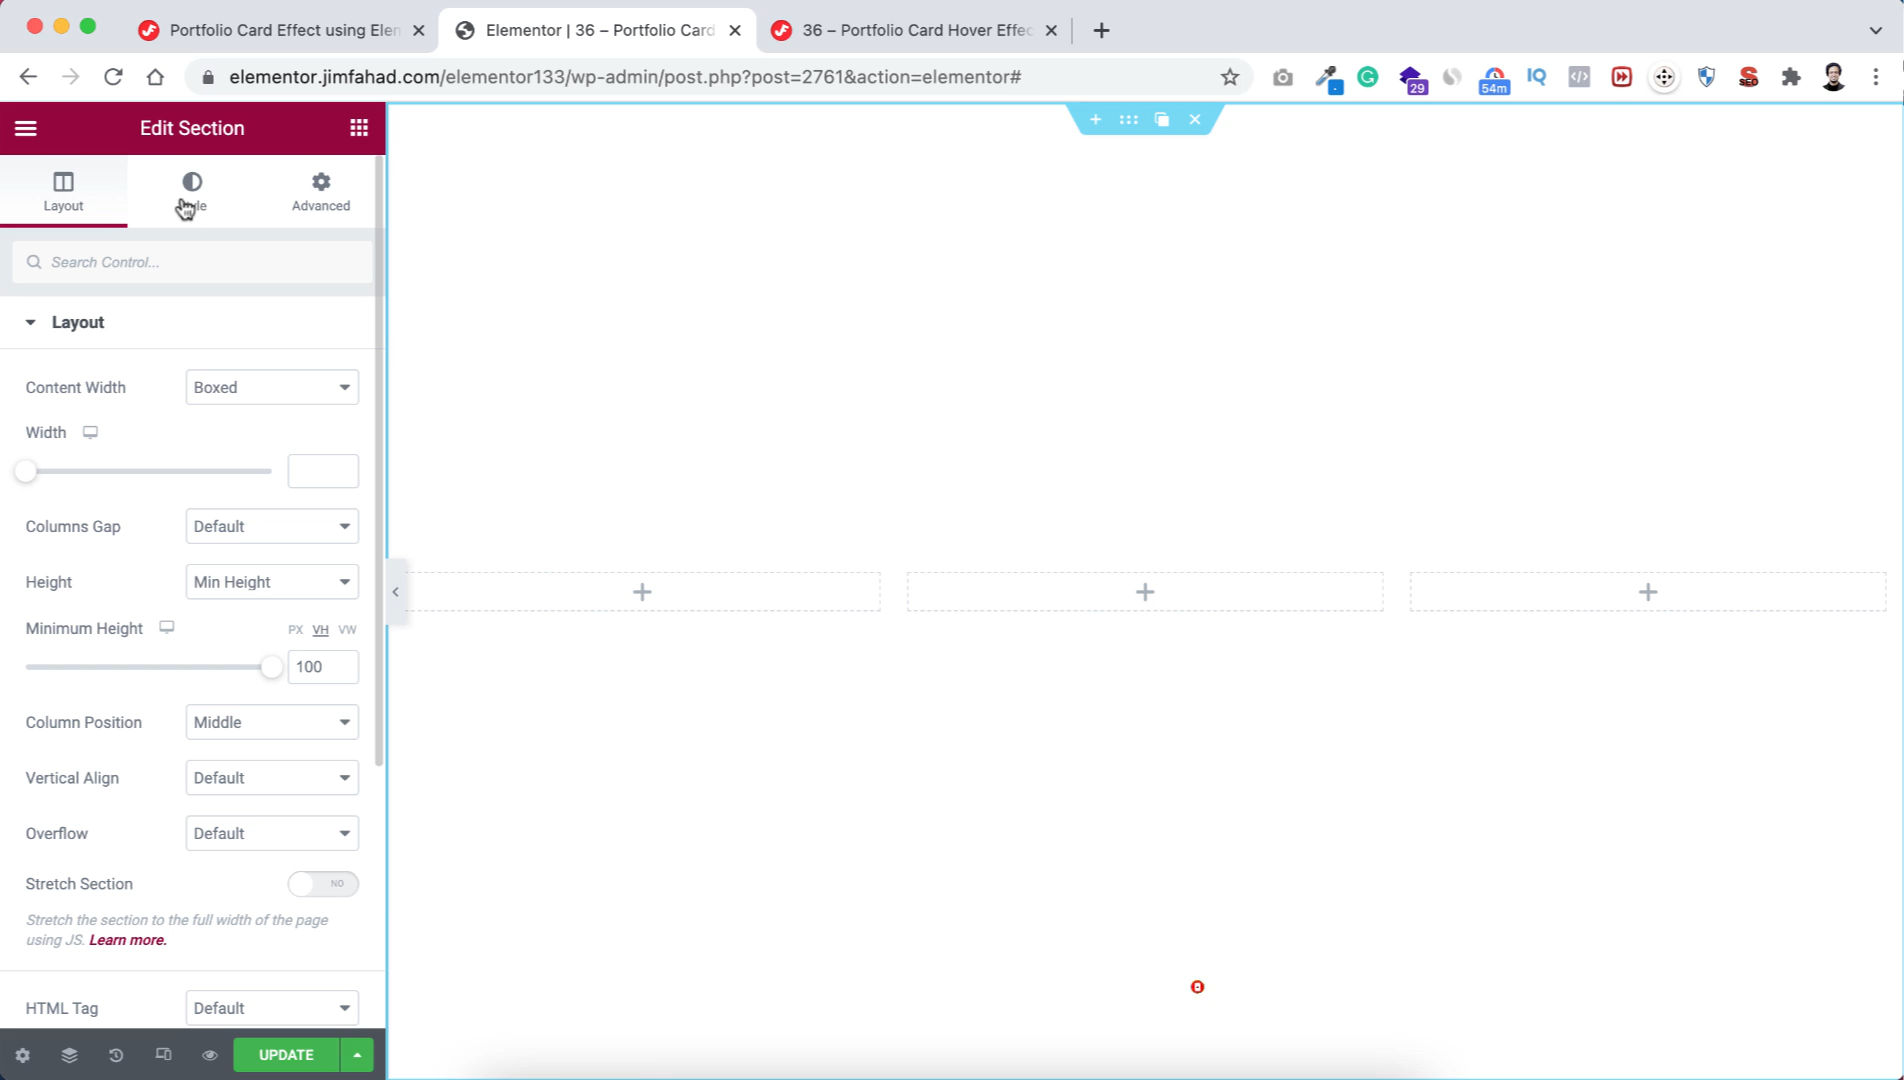 Portfolio Card Effect using Elen
Elementor | 36 – Portfolio Card
36 – Portfolio Card Hover Effec
elementor.jimfahad.com/elementor133/wp-admin/post.php?post=2761&action=elementor#
29
54m
IQ
SEO
Edit Section
Layout
Advanced
Search Control...
Layout
Content Width
Boxed
Width
Columns Gap
Default
Height
Min Height
Minimum Height
PX VH VW
100
Column Position
Middle
Vertical Align
Default
Overflow
Default
Stretch Section
NO
Stretch the section to the full width of the page
using JS. Learn more.
HTML Tag
Default
UPDATE